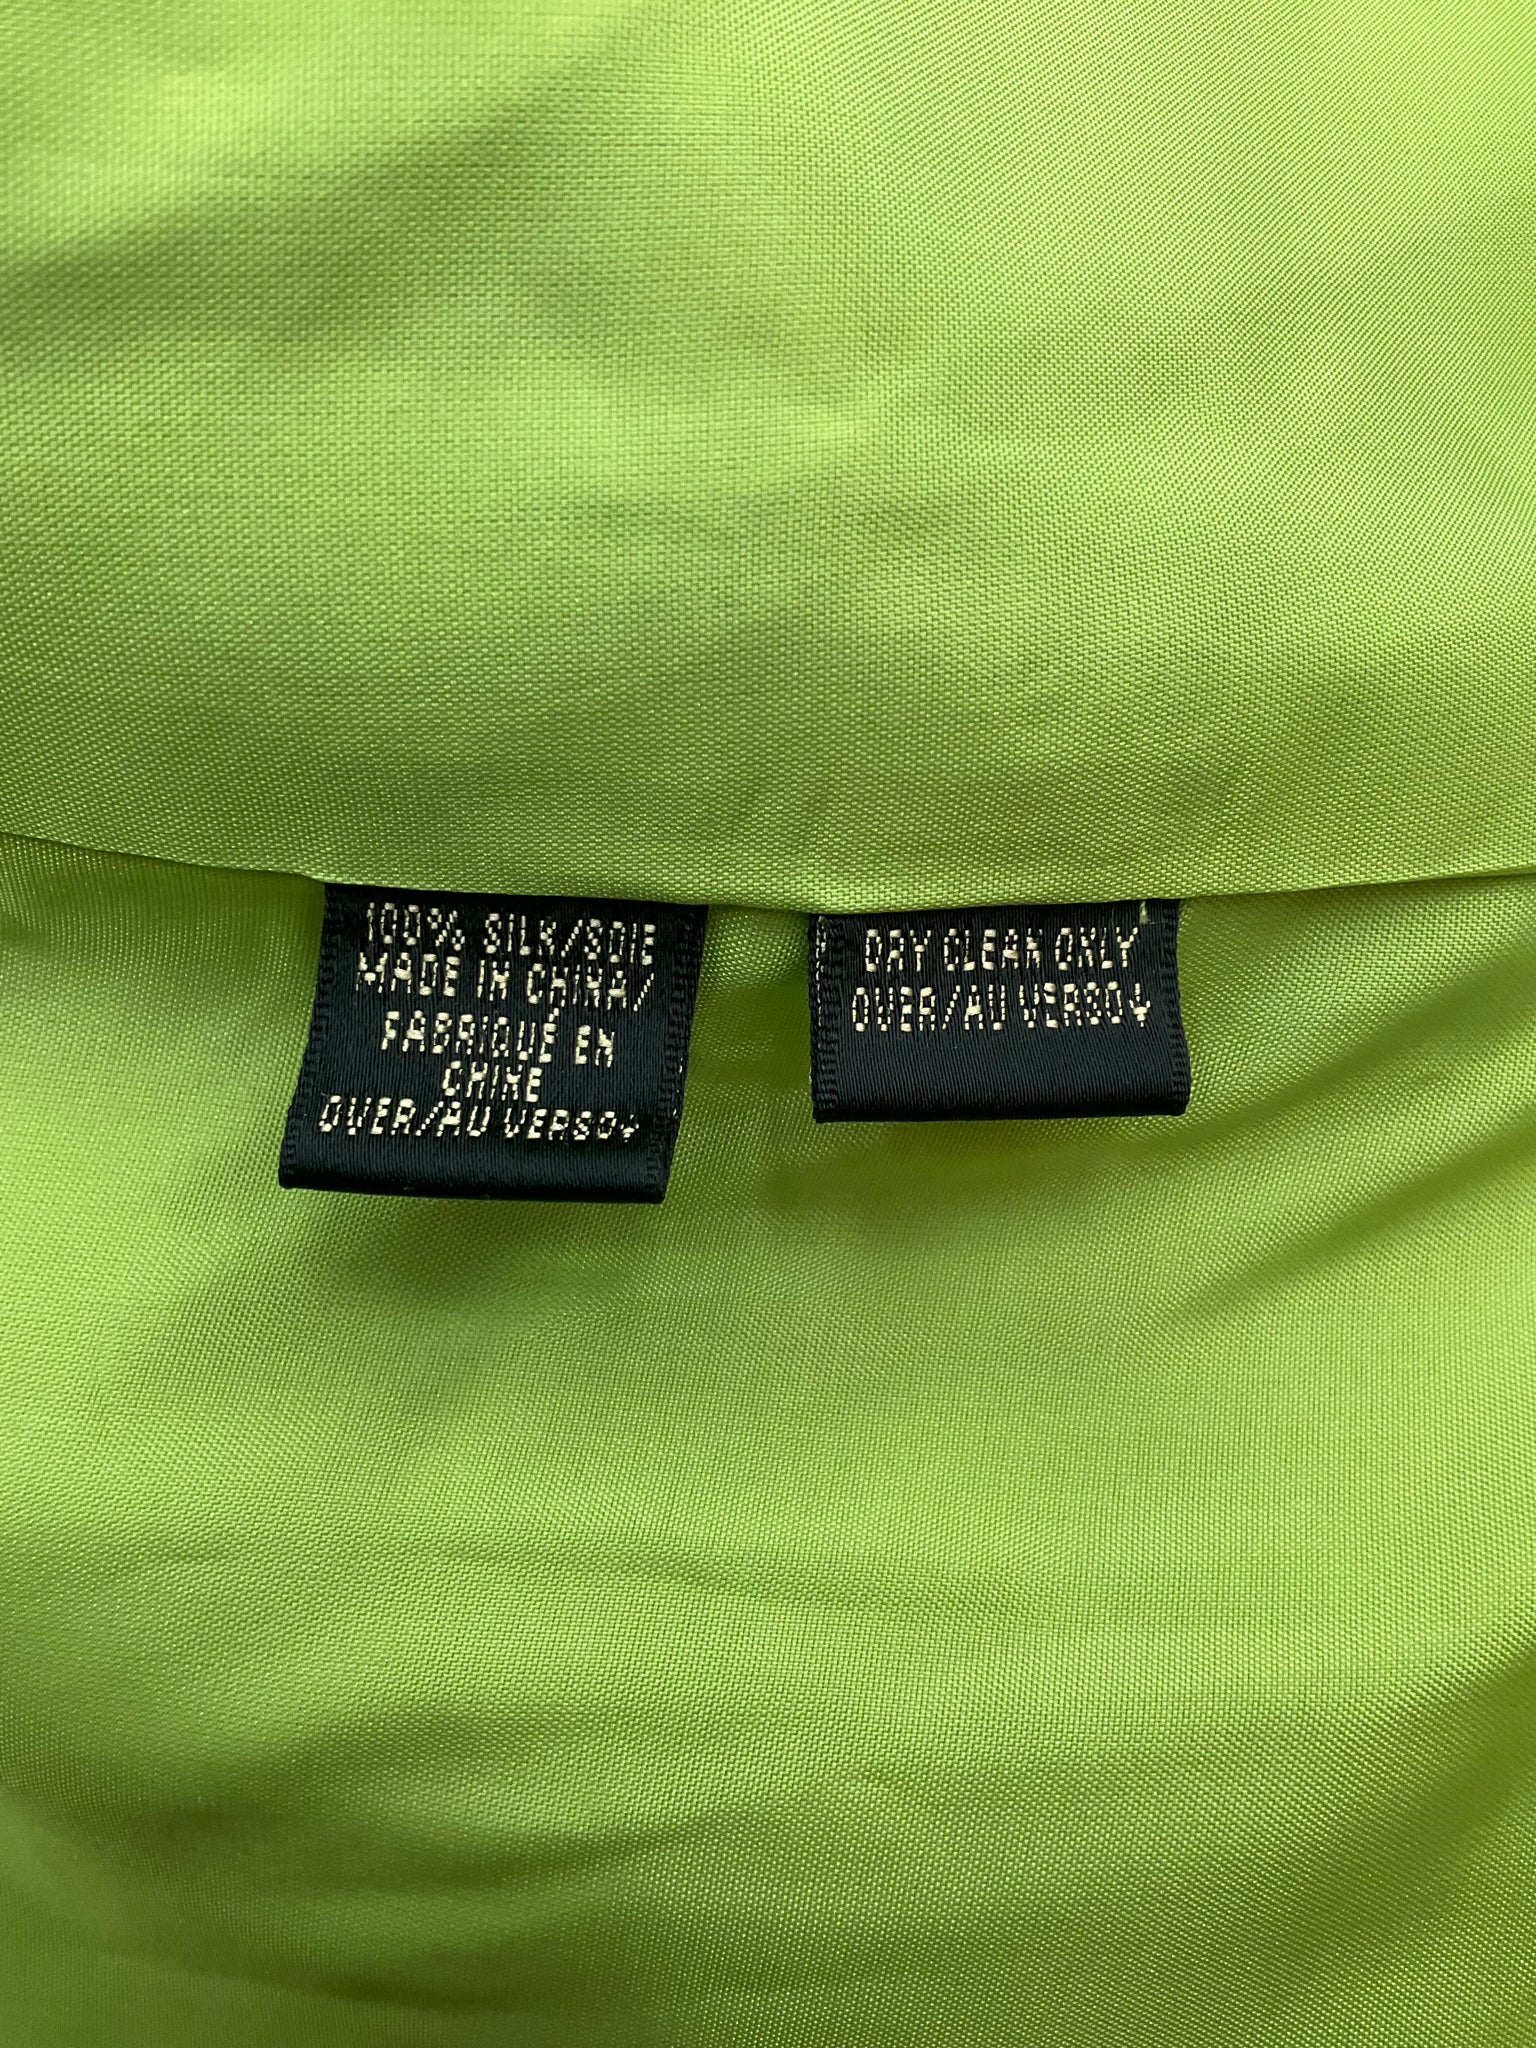 100% SILK/SOIE
MADE IN CHINA/
FABRIQUÉ EN
CHINE
OVER/AU VERSO↓
DRY CLEAN ONLY
OVER/AU VERSO↓